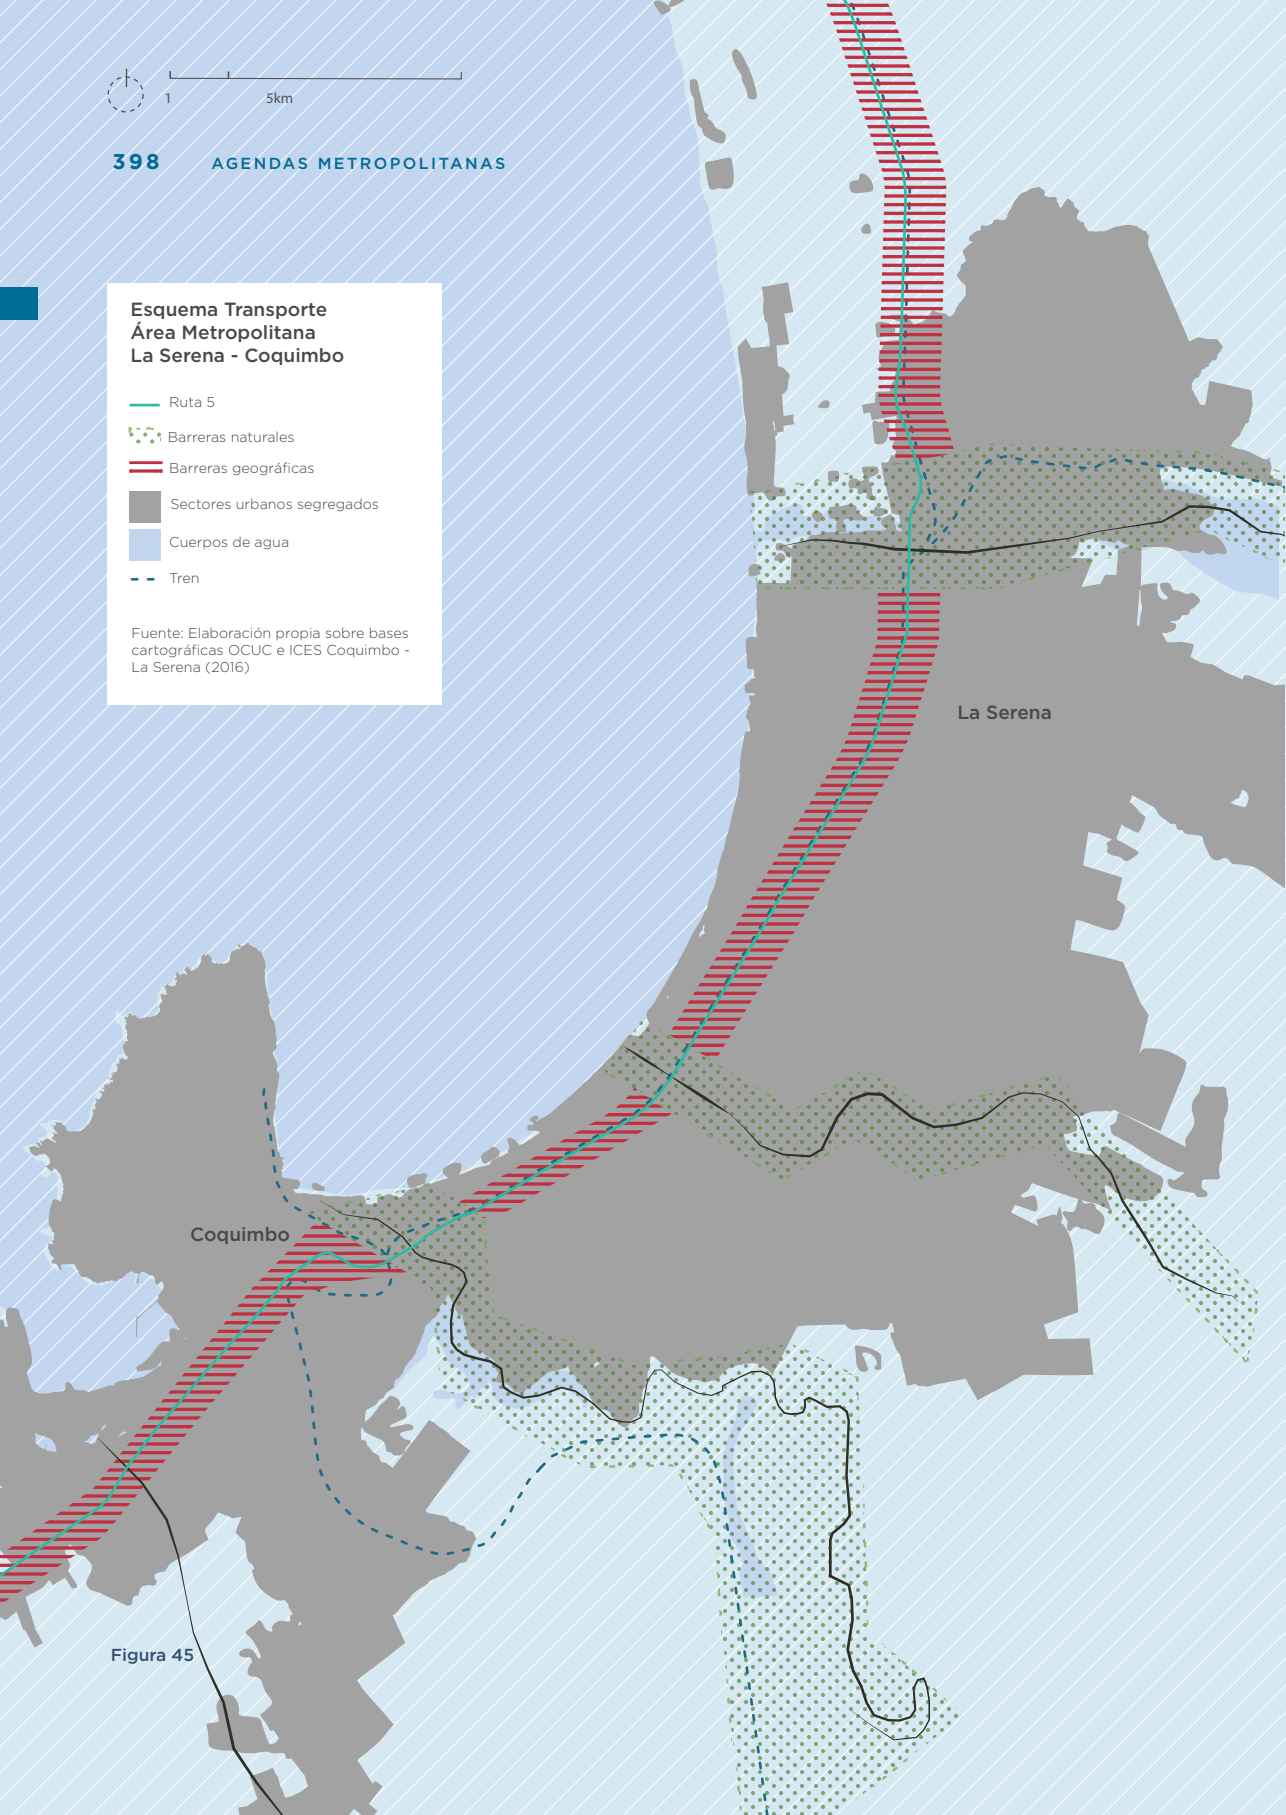 1 5km
398 AGENDAS METROPOLITANAS
Esquema Transporte
Área Metropolitana
La Serena - Coquimbo
Ruta 5
Barreras naturales
Barreras geográficas
Sectores urbanos segregados
Cuerpos de agua
Tren
Fuente: Elaboración propia sobre bases
cartográficas OCUC e ICES Coquimbo -
La Serena (2016)
La Serena
Coquimbo
Figura 45